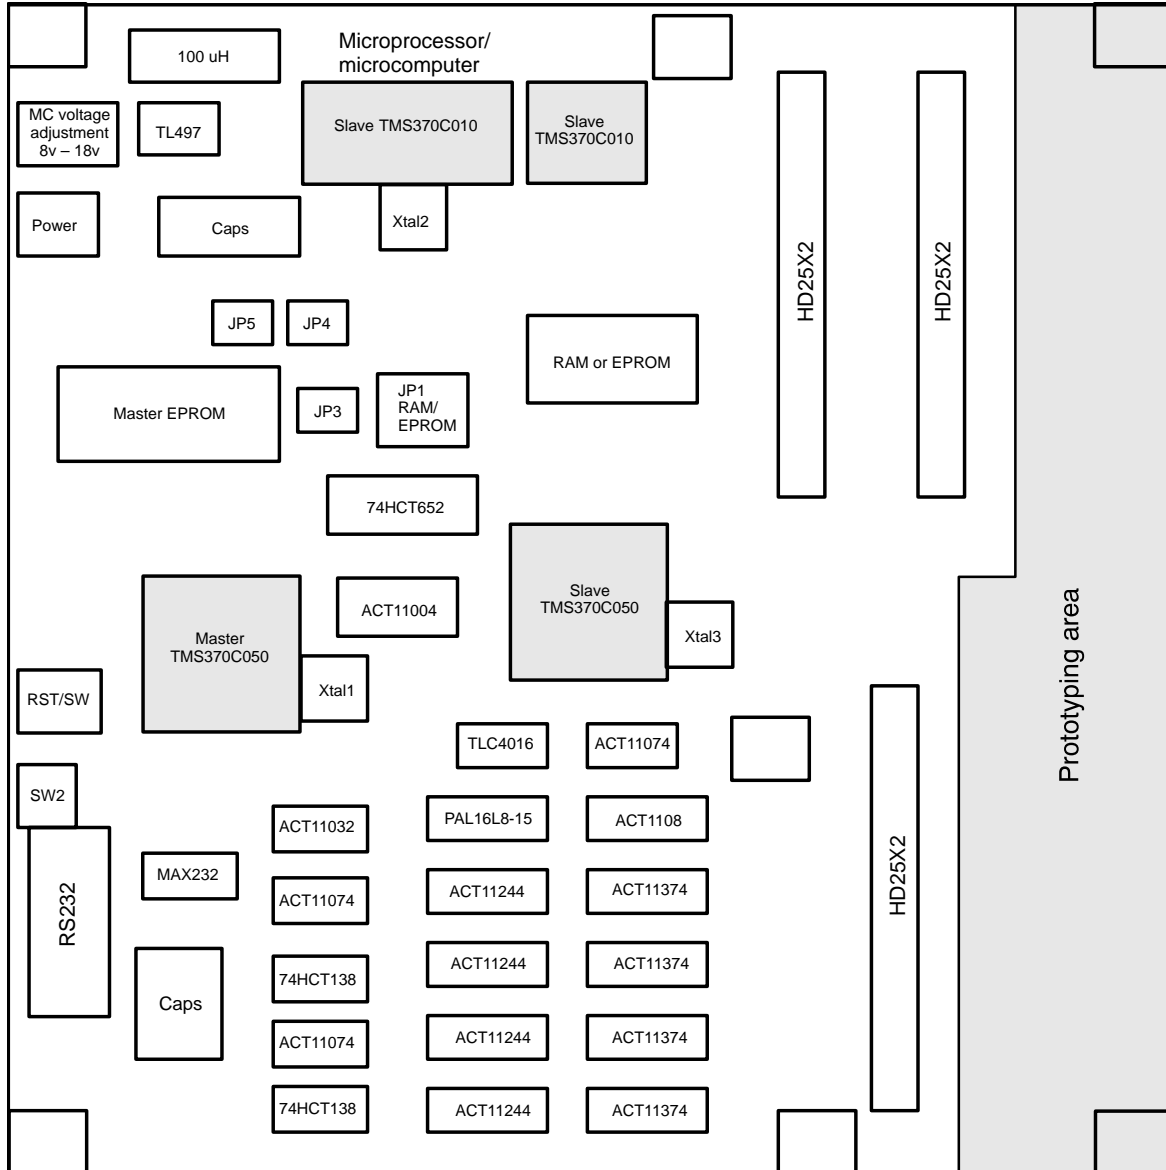 100 uH
Microprocessor/
microcomputer
MC voltage
adjustment
8v – 18v
TL497
Slave TMS370C010
Slave
TMS370C010
Power
Caps
Xtal2
HD25X2
HD25X2
JP5
JP4
RAM or EPROM
Master EPROM
JP3
JP1
RAM/
EPROM
74HCT652
Master
TMS370C050
ACT11004
Slave
TMS370C050
Xtal3
Xtal1
RST/SW
Prototyping area
TLC4016
ACT11074
SW2
ACT11032
PAL16L8-15
ACT1108
RS232
MAX232
ACT11074
ACT11244
ACT11374
HD25X2
Caps
74HCT138
ACT11244
ACT11374
ACT11074
ACT11244
ACT11374
74HCT138
ACT11244
ACT11374